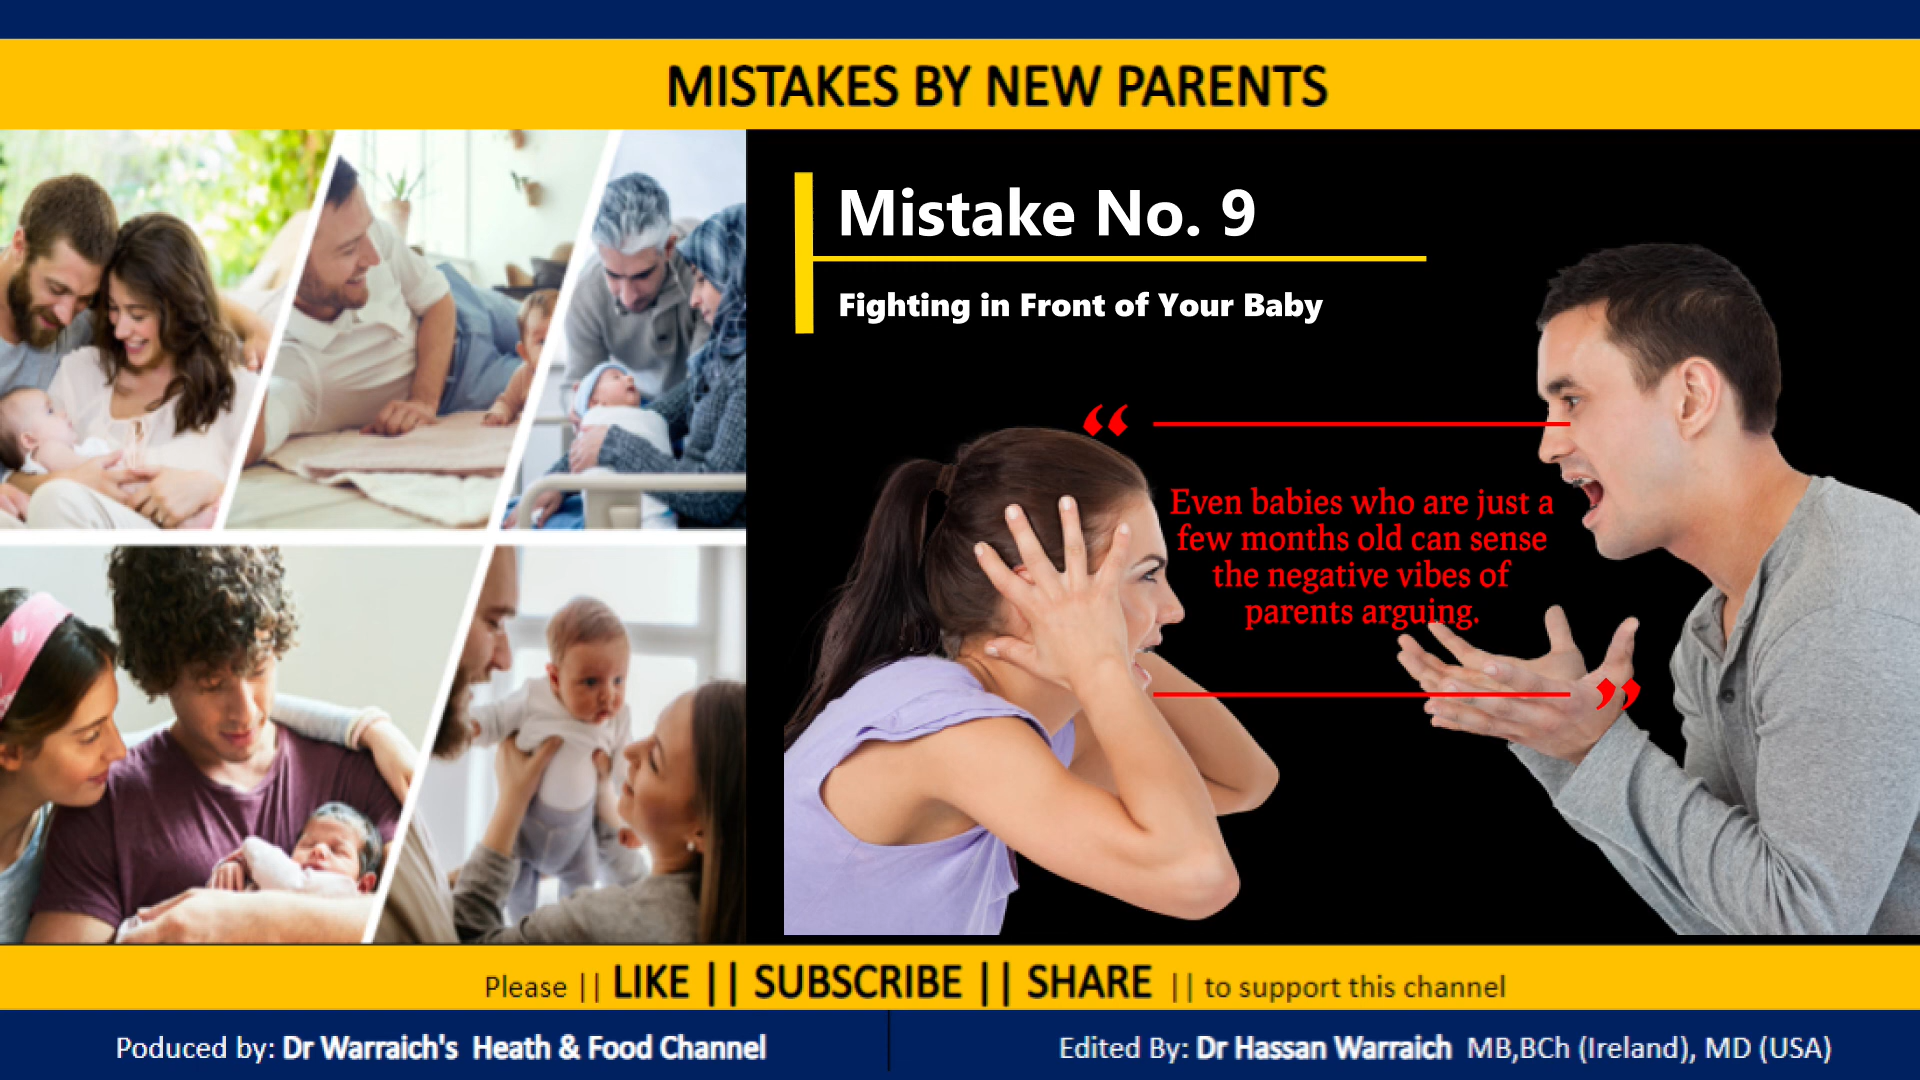 MISTAKES BY NEW PARENTS
Mistake No. 9
Fighting in Front of Your Baby
“
Even babies who are just a
few months old can sense
the negative vibes of
parents arguing.
”
Please || LIKE || SUBSCRIBE || SHARE || to support this channel
Poduced by: Dr Warraich's Heath & Food Channel
Edited By: Dr Hassan Warraich MB,BCh (Ireland), MD (USA)